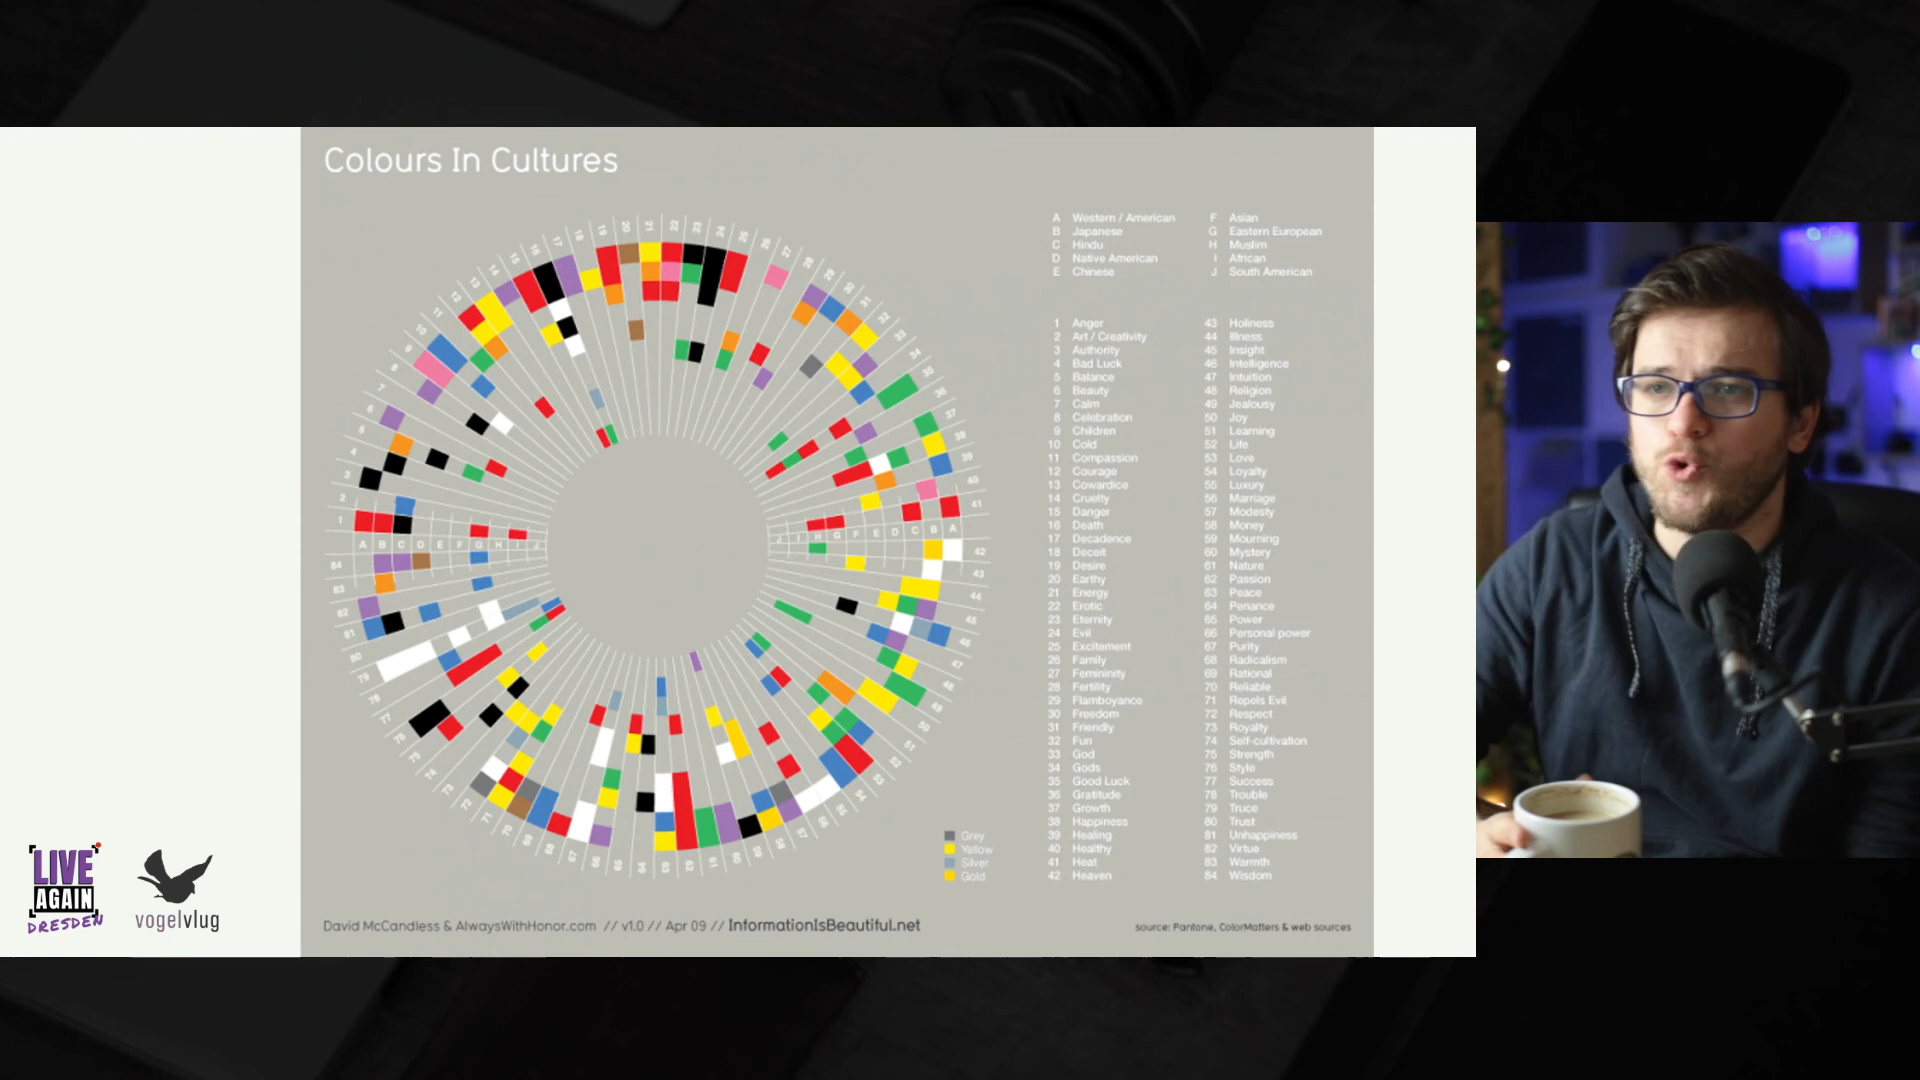 Colours In Cultures
A Western / American
B Japanese
C Hindu
D Native American
E Chinese
F Asian
G Eastern European
H Muslim
I African
J South American
1 Anger
2 Art / Creativity
3 Authority
4 Bad Luck
5 Balance
6 Beauty
7 Calm
8 Celebration
9 Children
10 Cold
11 Compassion
12 Courage
13 Cowardice
14 Cruelty
15 Danger
16 Death
17 Decadence
18 Deceit
19 Desire
20 Earthy
21 Energy
22 Erotic
23 Eternity
24 Evil
25 Excitement
26 Family
27 Femininity
28 Fertility
29 Flamboyance
30 Freedom
31 Friendly
32 Fun
33 God
34 Gods
35 Good Luck
36 Gratitude
37 Growth
38 Happiness
39 Healing
40 Healthy
41 Heat
42 Heaven
43 Holiness
44 Illness
45 Insight
46 Intelligence
47 Intuition
48 Religion
49 Jealousy
50 Joy
51 Learning
52 Life
53 Love
54 Loyalty
55 Luxury
56 Marriage
57 Modesty
58 Money
59 Mourning
60 Mystery
61 Nature
62 Passion
63 Peace
64 Penance
65 Power
66 Personal power
67 Purity
68 Radicalism
69 Rational
70 Reliable
71 Repels Evil
72 Respect
73 Royalty
74 Self-cultivation
75 Strength
76 Style
77 Success
78 Trouble
79 Truce
80 Trust
81 Unhappiness
82 Virtue
83 Warmth
84 Wisdom
Grey
Yellow
Silver
Gold
David McCandless & AlwaysWithHonor.com // v1.0 // Apr 09 // InformationIsBeautiful.net
source: Pantone, ColorMatters & web sources
LIVE
AGAIN
DRESDEN
vogelvlug